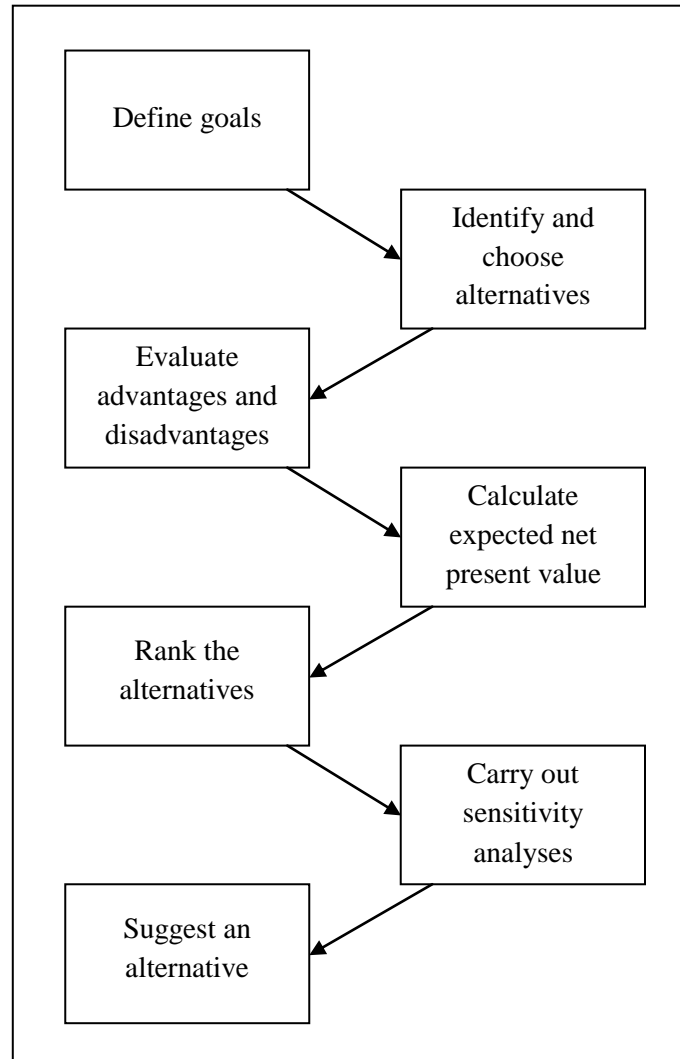 Define goals
Identify and
choose
alternatives
Evaluate
advantages and
disadvantages
Calculate
expected net
present value
Rank the
alternatives
Carry out
sensitivity
analyses
Suggest an
alternative